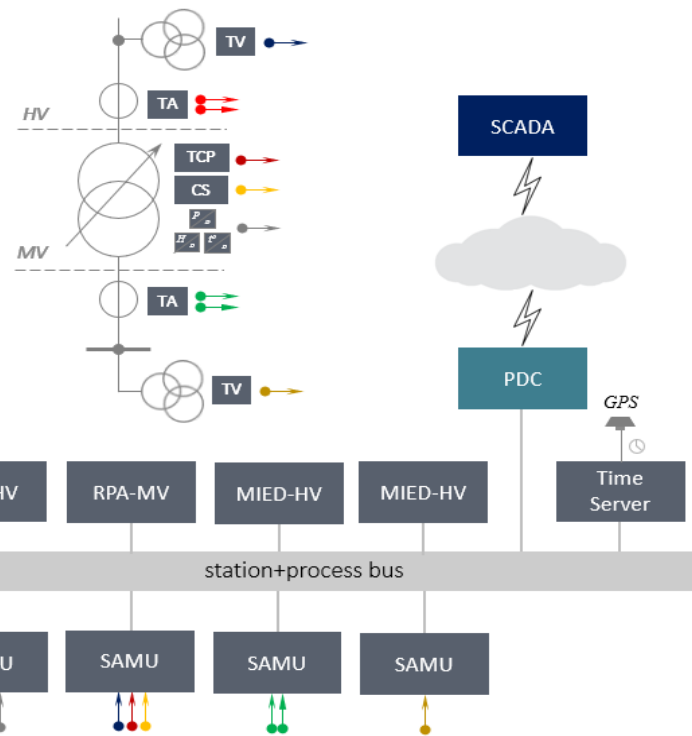 TV
TA
HV
SCADA
TCP
CS
P
H
t°
MV
TA
TV
PDC
GPS
HV
RPA-MV
MIED-HV
MIED-HV
Time
Server
station+process bus
U
SAMU
SAMU
SAMU